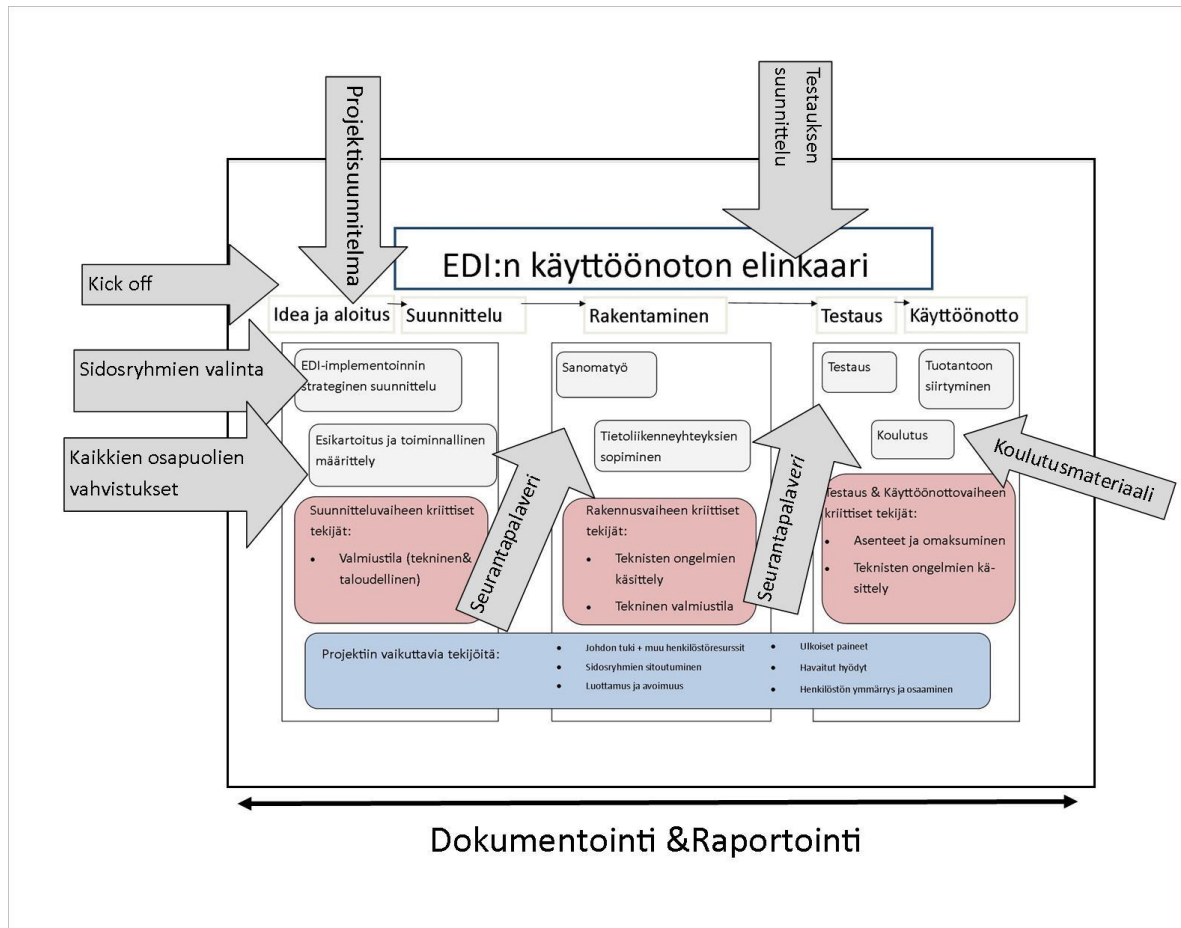 Projektisuunnitelma
Testauksen
suunnittelu
EDI:n käyttöönoton elinkaari
Kick off
Idea ja aloitus
Suunnittelu
Rakentaminen
Testaus
Käyttöönotto
Sidosryhmien valinta
EDI-implementoinnin
strateginen suunnittelu
Sanomatyö
Testaus
Tuotantoon
siirtyminen
Kaikkien osapuolien
vahvistukset
Esikartoitus ja toiminnallinen
määrittely
Seurantapalaveri
Tietoliikenneyhteyksien
sopiminen
Seurantapalaveri
Koulutus
Koulutusmateriaali
Suunnitteluvaiheen kriittiset
tekijät:
• Valmiustila (tekninen&
taloudellinen)
Rakennusvaiheen kriittiset
tekijät:
• Teknisten ongelmien
käsittely
• Tekninen valmiustila
Testaus & Käyttöönottovaiheen
kriittiset tekijät:
• Asenteet ja omaksuminen
• Teknisten ongelmien kä-
sittely
Projektiin vaikuttavia tekijöitä:
• Johdon tuki + muu henkilöstöresurssit
• Sidosryhmien sitoutuminen
• Luottamus ja avoimuus
• Ulkoiset paineet
• Havaitut hyödyt
• Henkilöstön ymmärrys ja osaaminen
Dokumentointi &Raportointi